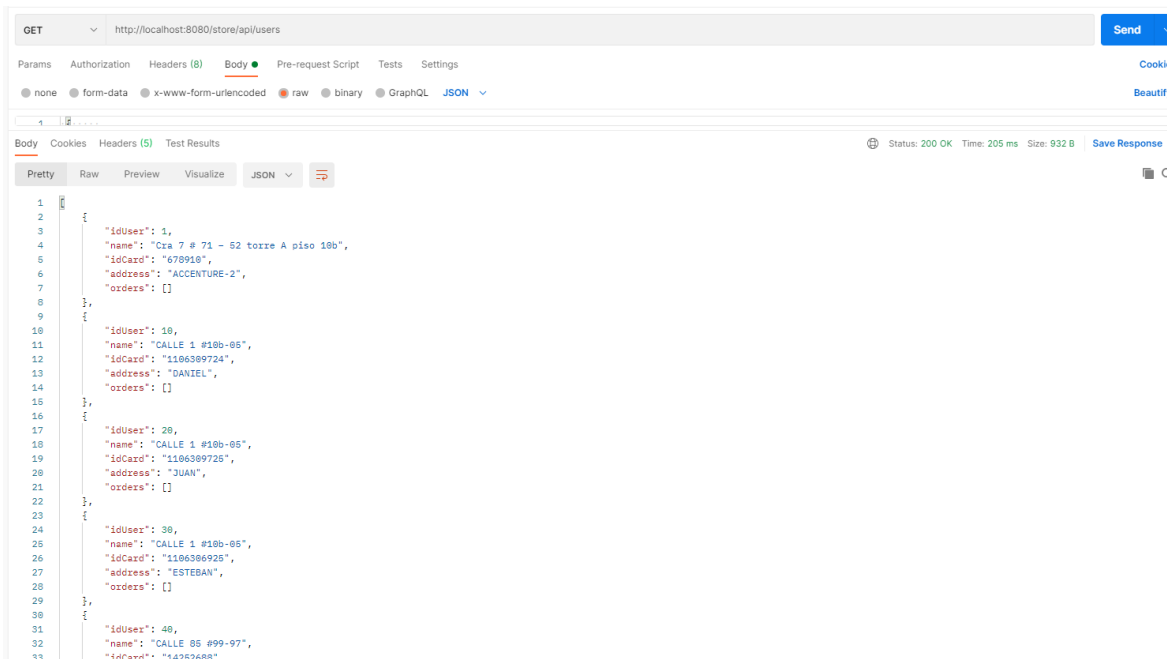 GET http://localhost:8080/store/api/users Send
Params Authorization Headers (8) Body Pre-request Script Tests Settings Cookie
none form-data x-www-form-urlencoded raw binary GraphQL JSON Beautif
1 {
Body Cookies Headers (5) Test Results Status: 200 OK Time: 205 ms Size: 932 B Save Response
Pretty Raw Preview Visualize JSON
1 [
2 {
3 "idUser": 1,
4 "name": "Cra 7 # 71 - 52 torre A piso 10b",
5 "idCard": "678910",
6 "address": "ACCENTURE-2",
7 "orders": []
8 },
9 {
10 "idUser": 10,
11 "name": "CALLE 1 #10b-05",
12 "idCard": "1106309724",
13 "address": "DANIEL",
14 "orders": []
15 },
16 {
17 "idUser": 20,
18 "name": "CALLE 1 #10b-05",
19 "idCard": "1106309725",
20 "address": "JUAN",
21 "orders": []
22 },
23 {
24 "idUser": 30,
25 "name": "CALLE 1 #10b-05",
26 "idCard": "1106306925",
27 "address": "ESTEBAN",
28 "orders": []
29 },
30 {
31 "idUser": 40,
32 "name": "CALLE 85 #99-97",
33 "idCard": "14252688"